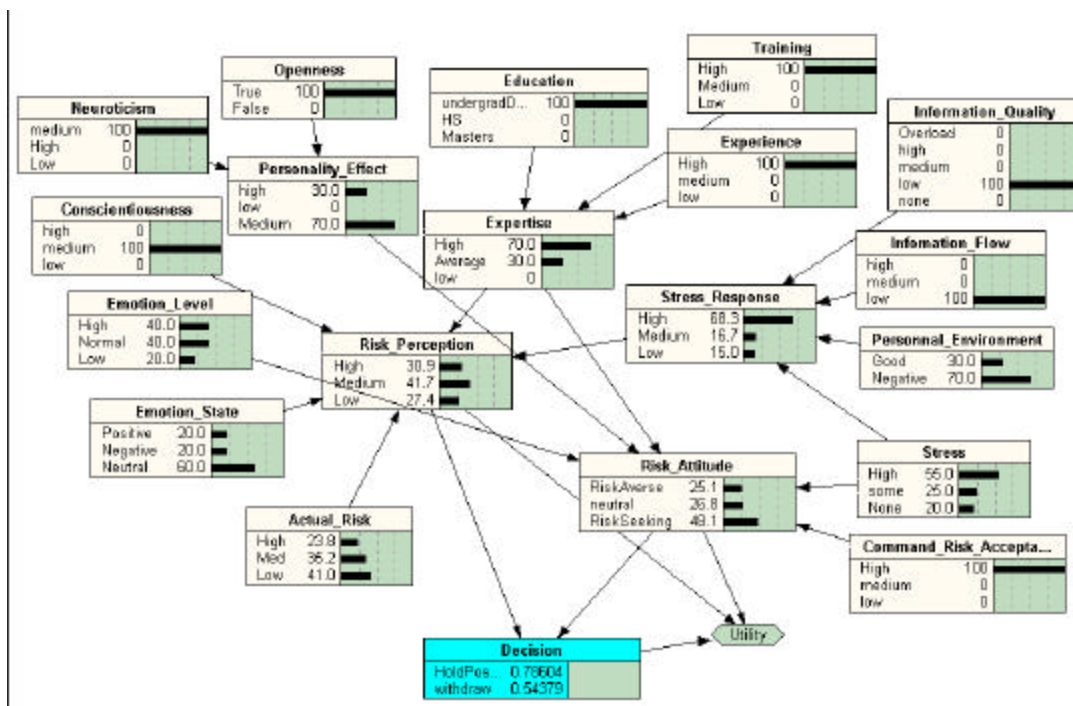 Training
High 100
Medium 0
Low 0
Openness
True 100
False 0
Education
undergradD... 100
HS 0
Masters 0
Neuroticism
medium 100
High 0
Low 0
Information_Quality
Overload 0
high 0
medium 0
low 100
none 0
Experience
High 100
medium 0
low 0
Personality_Effect
high 30.0
low 0
Medium 70.0
Conscientiousness
high 0
medium 100
low 0
Expertise
High 70.0
Average 30.0
low 0
Infomation_Flow
high 0
medium 0
low 100
Emotion_Level
High 40.0
Normal 40.0
Low 20.0
Stress_Response
High 68.3
Medium 16.7
Low 15.0
Risk_Perception
High 30.9
Medium 41.7
Low 27.4
Personnal_Environment
Good 30.0
Negative 70.0
Emotion_State
Positive 20.0
Negative 20.0
Neutral 60.0
Stress
High 55.0
some 25.0
None 20.0
Risk_Attitude
RiskAverse 25.1
neutral 26.8
RiskSeeking 48.1
Actual_Risk
High
Med
Low 41.0
Command_Risk_Accepta...
High 100
medium 0
low 0
Utility
Decision
HoldPos... 0.78604
withdraw 0.54379